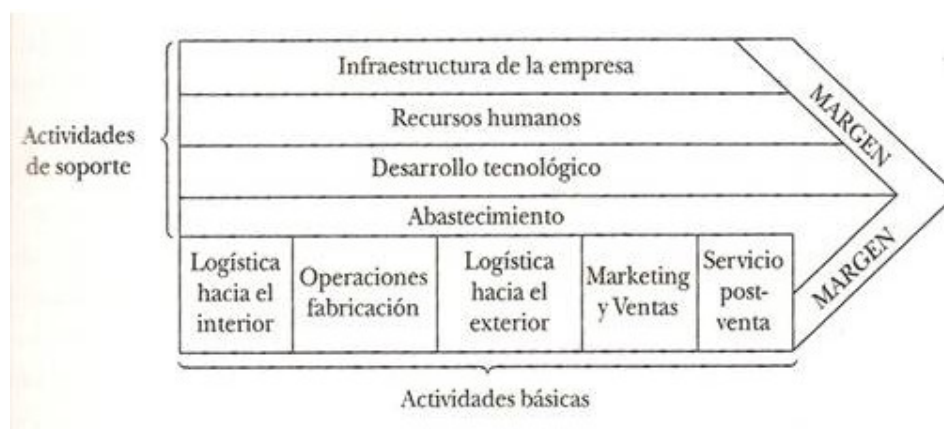 Infraestructura de la empresa
Recursos humanos
Actividades
de soporte
Desarrollo tecnológico
Abastecimiento
MARGEN
MARGEN
Logística
hacia el
interior
Operaciones
fabricación
Logística
hacia el
exterior
Marketing
y Ventas
Servicio
post-
venta
Actividades básicas